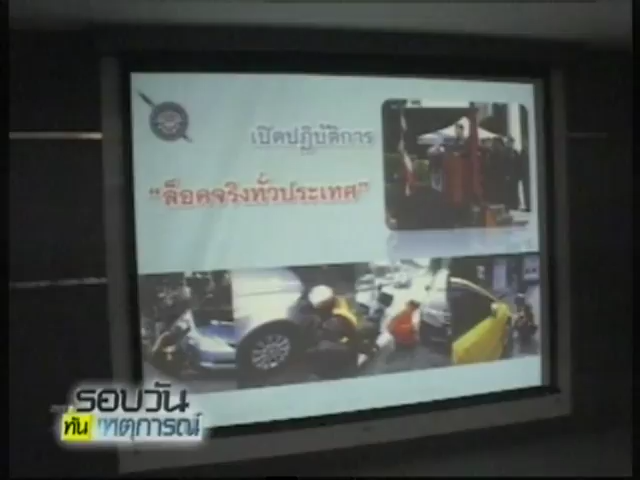 เปิดปฏิบัติการ
"ล็อคจริงทั่วประเทศ"
รอบวัน
ทันเหตุการณ์